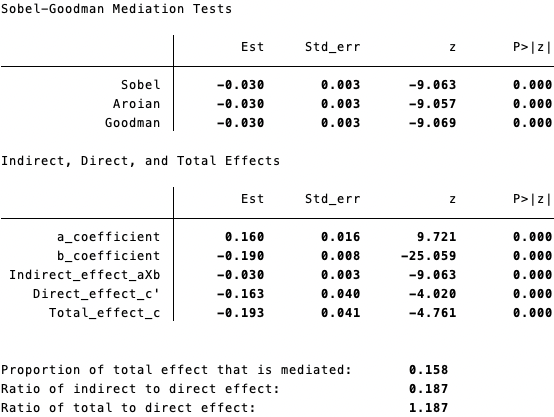 Sobel-Goodman Mediation Tests
Est Std_err z P>|z|
Sobel -0.030 0.003 -9.063 0.000
Aroian -0.030 0.003 -9.057 0.000
Goodman -0.030 0.003 -9.069 0.000
Indirect, Direct, and Total Effects
Est Std_err z P>|z|
a_coefficient 0.160 0.016 9.721 0.000
b_coefficient -0.190 0.008 -25.059 0.000
Indirect_effect_aXb -0.030 0.003 -9.063 0.000
Direct_effect_c' -0.163 0.040 -4.020 0.000
Total_effect_c -0.193 0.041 -4.761 0.000
Proportion of total effect that is mediated: 0.158
Ratio of indirect to direct effect: 0.187
Ratio of total to direct effect: 1.187